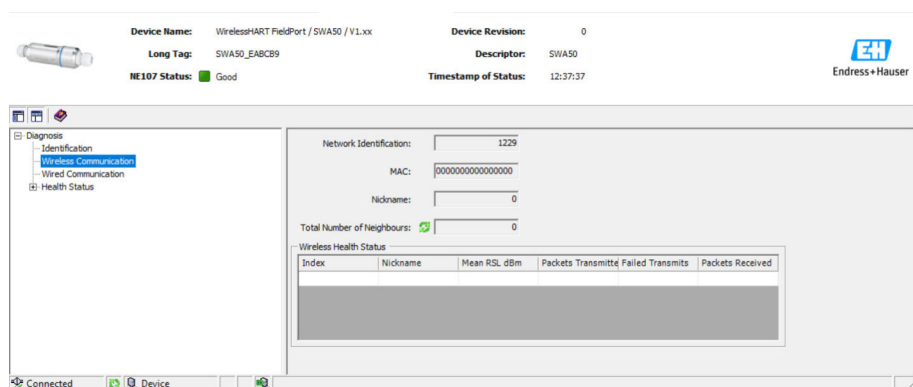 Device Name: WirelessHART FieldPort / SWA50 / V1.xx Device Revision: 0
Long Tag: SWA50_EABCB9 Descriptor: SWA50
NE107 Status: Good Timestamp of Status: 12:37:37
EH
Endress+Hauser
Diagnosis
Identification
Wireless Communication
Wired Communication
Health Status
Network Identification: 1229
MAC: 0000000000000000
Nickname: 0
Total Number of Neighbours: 0
Wireless Health Status
Index Nickname Mean RSL dBm Packets Transmitte Failed Transmits Packets Received
Connected Device